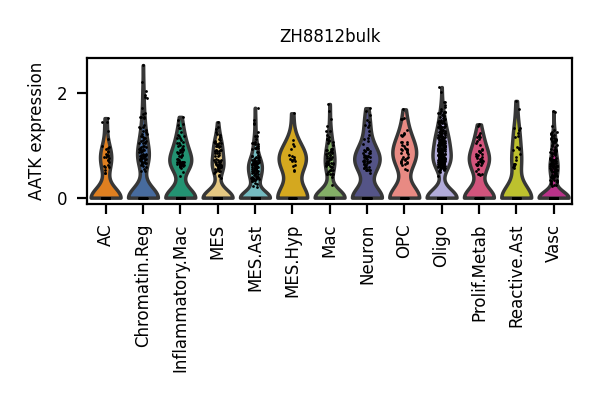 ZH8812bulk
AATK expression
2
0
AC
Chromatin.Reg
Inflammatory.Mac
MES
MES.Ast
MES.Hyp
Mac
Neuron
OPC
Oligo
Prolif.Metab
Reactive.Ast
Vasc